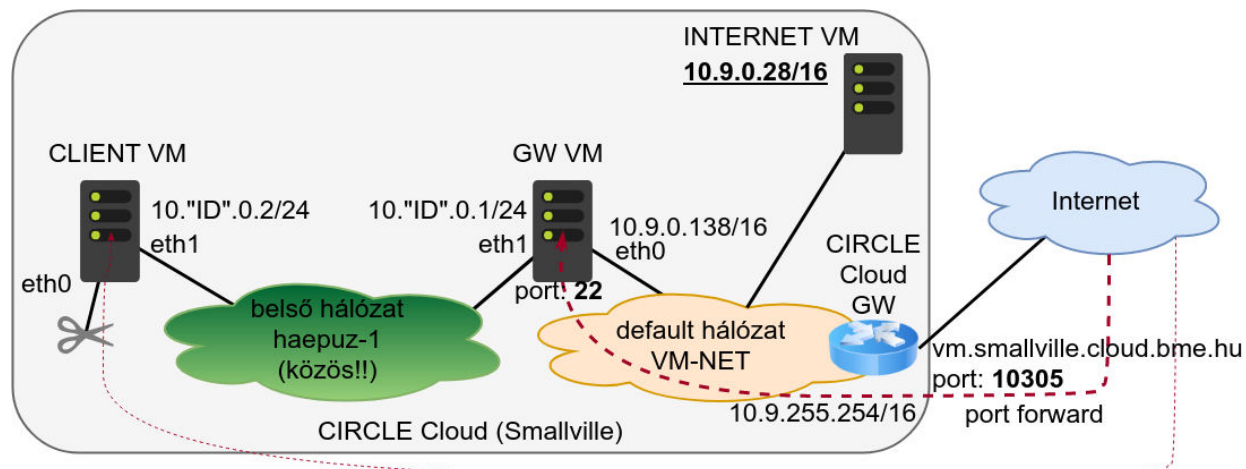 INTERNET VM
10.9.0.28/16
CLIENT VM
GW VM
10."ID".0.2/24
10."ID".0.1/24
eth1
eth1
10.9.0.138/16
eth0
Internet
CIRCLE
Cloud
GW
eth0
port: 22
belső hálózat
haepuz-1
(közös!!)
default hálózat
VM-NET
vm.smallville.cloud.bme.hu
port: 10305
10.9.255.254/16
port forward
CIRCLE Cloud (Smallville)